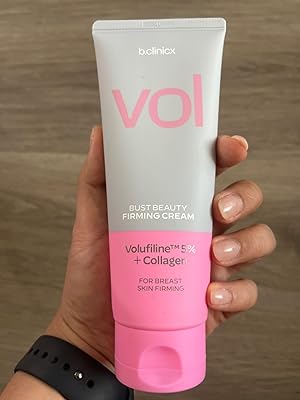 b.clinicx
vol
BUST BEAUTY
FIRMING CREAM
Volufiline™ 5%
+ Collagen
FOR BREAST
SKIN FIRMING